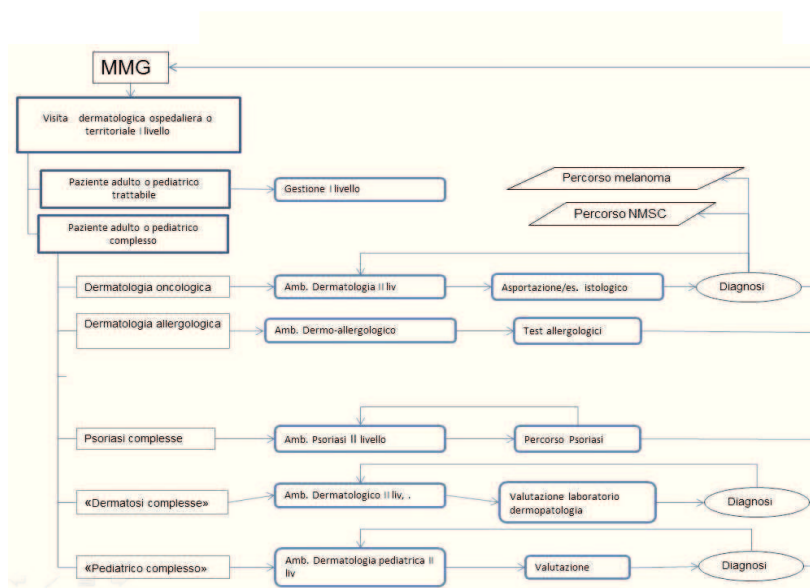 MMG
Visita dermatologica ospedaliera o
territoriale I livello
Paziente adulto o pediatrico
trattabile
Gestione I livello
Percorso melanoma
Percorso NMSC
Paziente adulto o pediatrico
complesso
Dermatologia oncologica
Amb. Dermatologia II liv
Asportazione/es. istologico
Diagnosi
Dermatologia allergologica
Amb. Dermo-allergologico
Test allergologici
Psoriasi complesse
Amb. Psoriasi II livello
Percorso Psoriasi
«Dermatosi complesse»
Amb. Dermatologico II liv, .
Valutazione laboratorio
dermopatologia
Diagnosi
«Pediatrico complesso»
Amb. Dermatologia pediatrica II
liv
Valutazione
Diagnosi